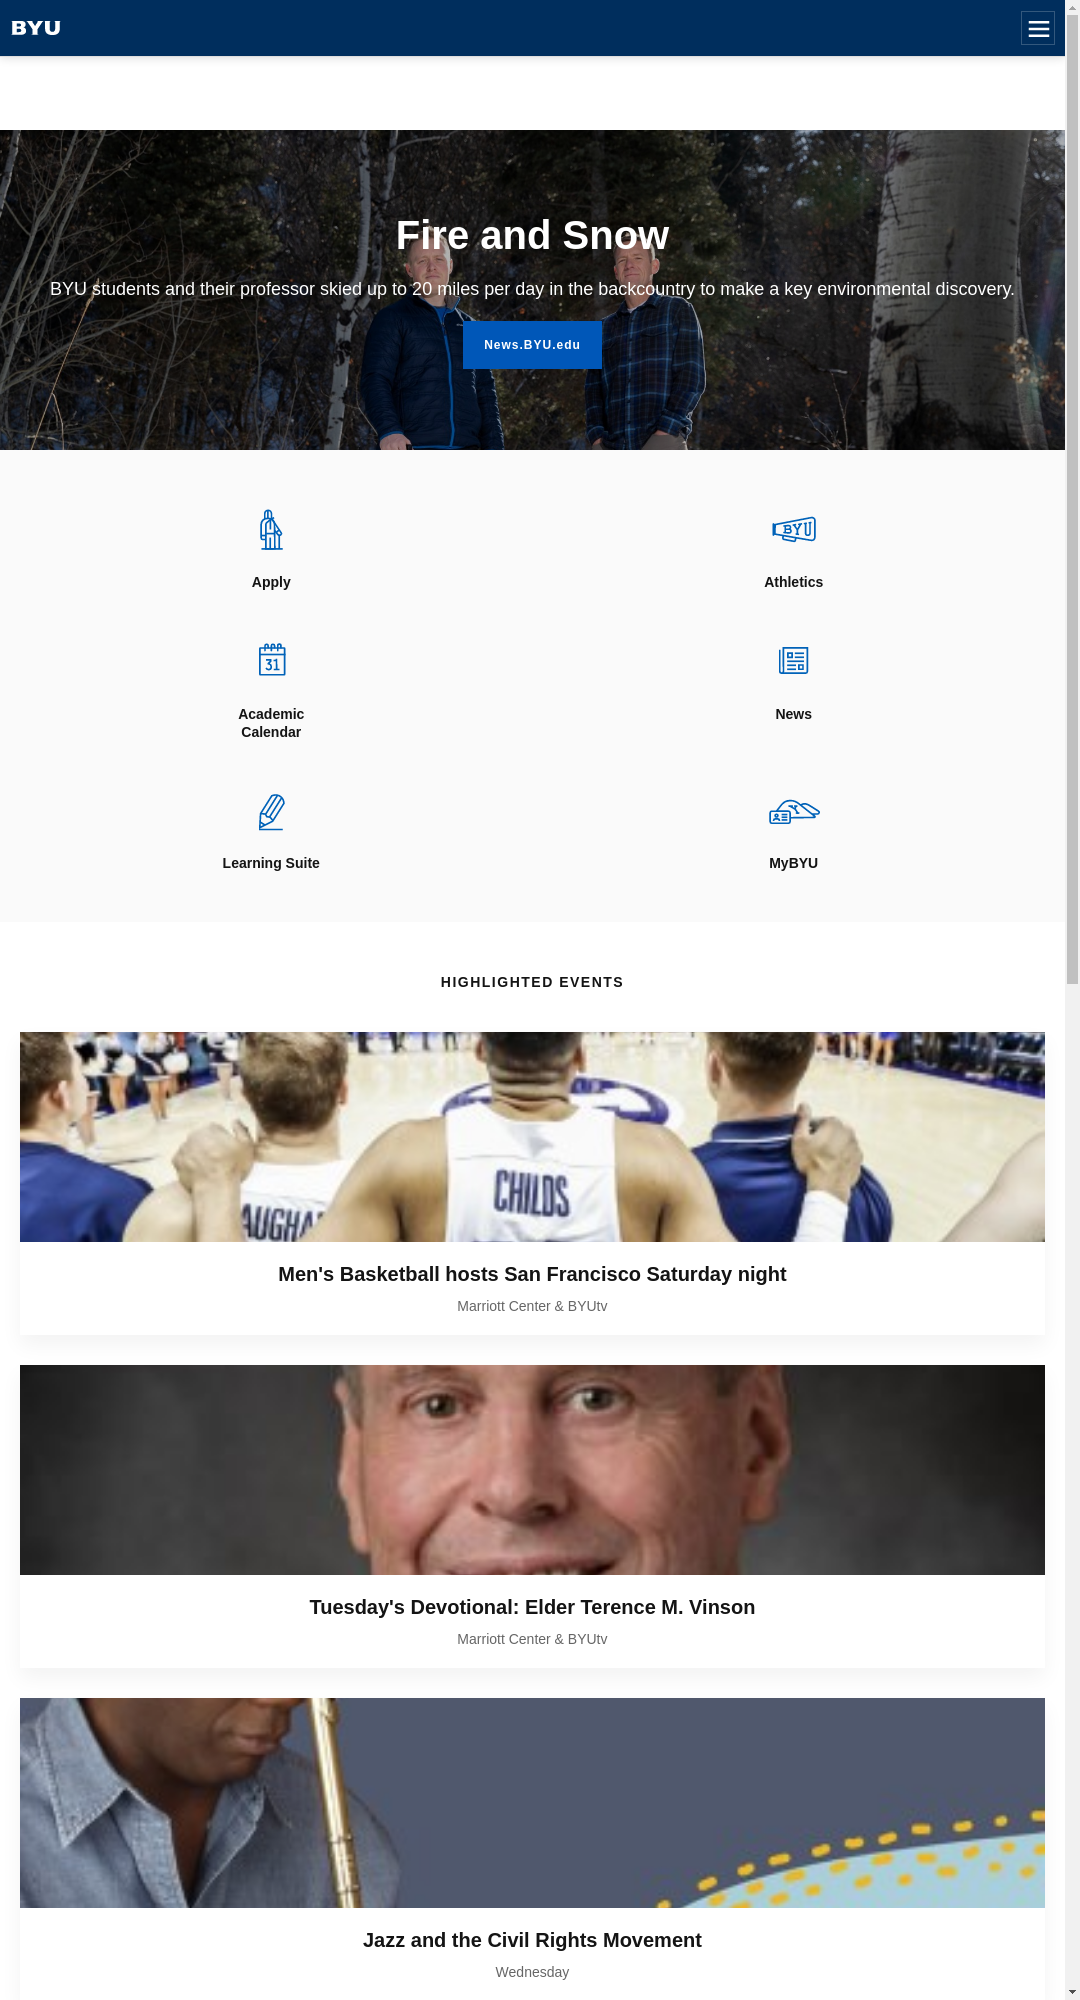 BYU
Fire and Snow
BYU students and their professor skied up to 20 miles per day in the backcountry to make a key environmental discovery.
News.BYU.edu
BYU
Apply
Athletics
31
Academic
Calendar
News
Learning Suite
MyBYU
HIGHLIGHTED EVENTS
AUGHA
CHILDS
Men's Basketball hosts San Francisco Saturday night
Marriott Center & BYUtv
Tuesday's Devotional: Elder Terence M. Vinson
Marriott Center & BYUtv
Jazz and the Civil Rights Movement
Wednesday